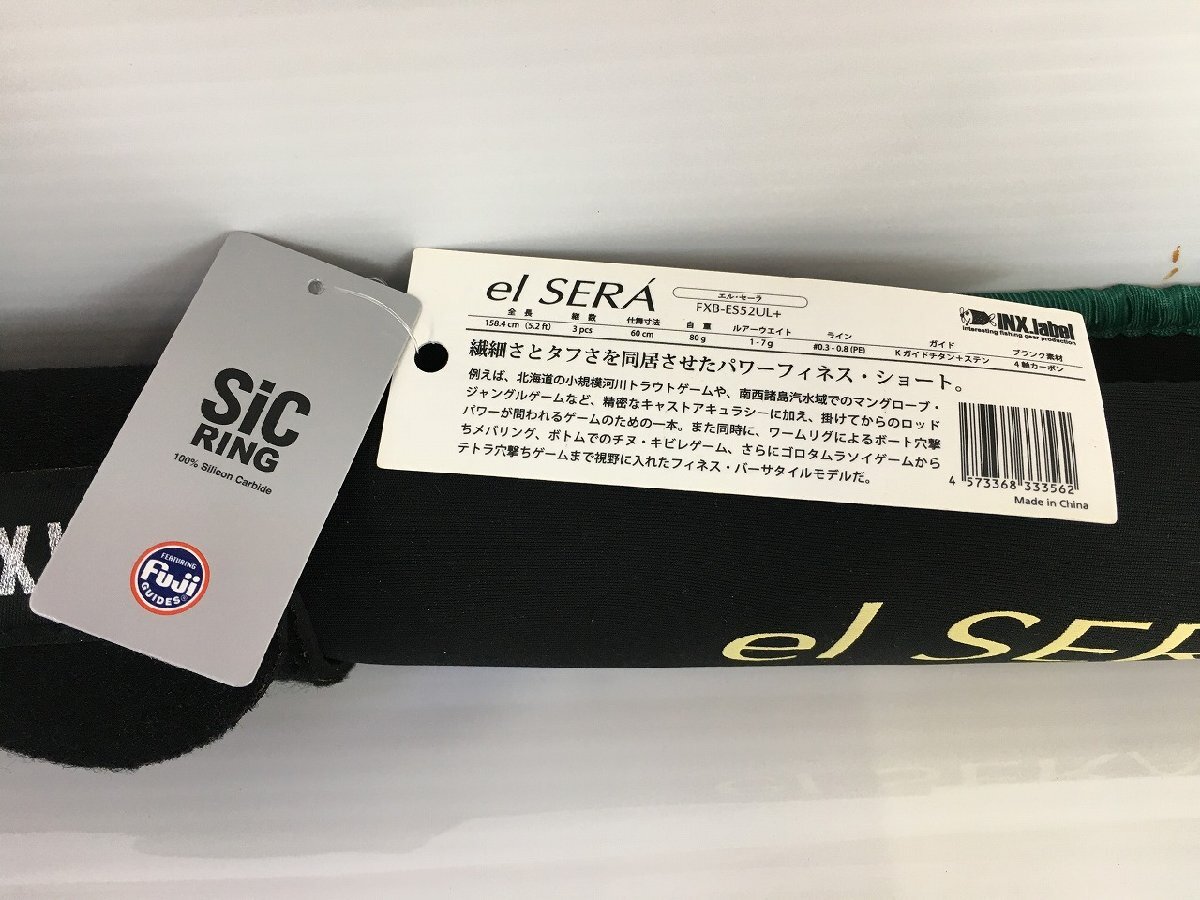 el SERÁ
エル・セーラ
FXB-ES52UL+
INX.label
interesting fishing gear production
全長 継数 仕舞寸法 自重 ルアーウエイト ライン ガイド ブランク素材
158.4cm (5.2ft) 3pcs 60cm 80g 1-7g #0.3-0.8(PE) Kガイドチタン+ステン 4軸カーボン
繊細さとタフさを同居させたパワーフィネス・ショート。
例えば、北海道の小規模河川トラウトゲームや、南西諸島汽水域でのマングローブ・
ジャングルゲームなど、精密なキャストアキュラシーに加え、掛けてからのロッド
パワーが問われるゲームのための一本。また同時に、ワームリグによるボート穴撃
ちメバリング、ボトムでのチヌ・キビレゲーム、さらにゴロタムラソイゲームから
テトラ穴撃ちゲームまで視野に入れたフィネス・バーサタイルモデルだ。
4 573368 333562
Made in China
SiC
RING
100% Silicon Carbide
FEATURING
Fuji
GUIDES®
el SER